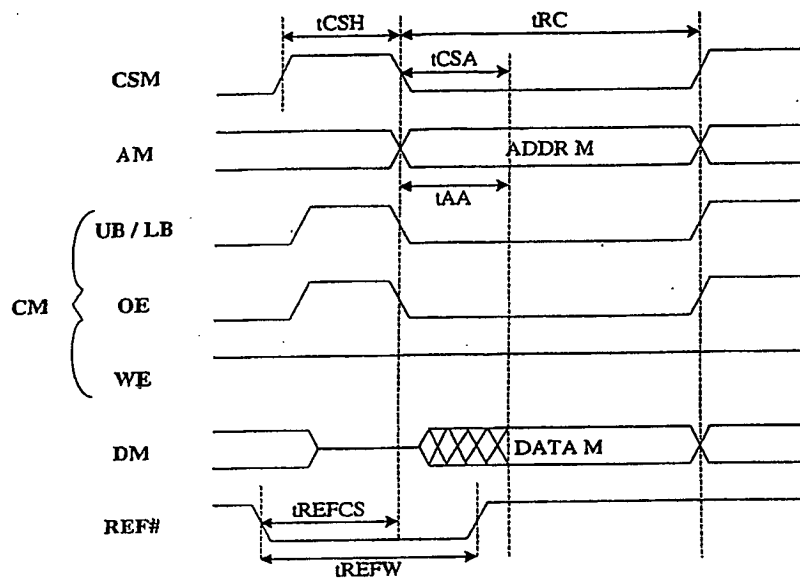 tCSH
tRC
CSM
tCSA
AM
ADDR M
tAA
UB / LB
CM
OE
WE
DM
DATA M
REF#
tREFCS
tREFW